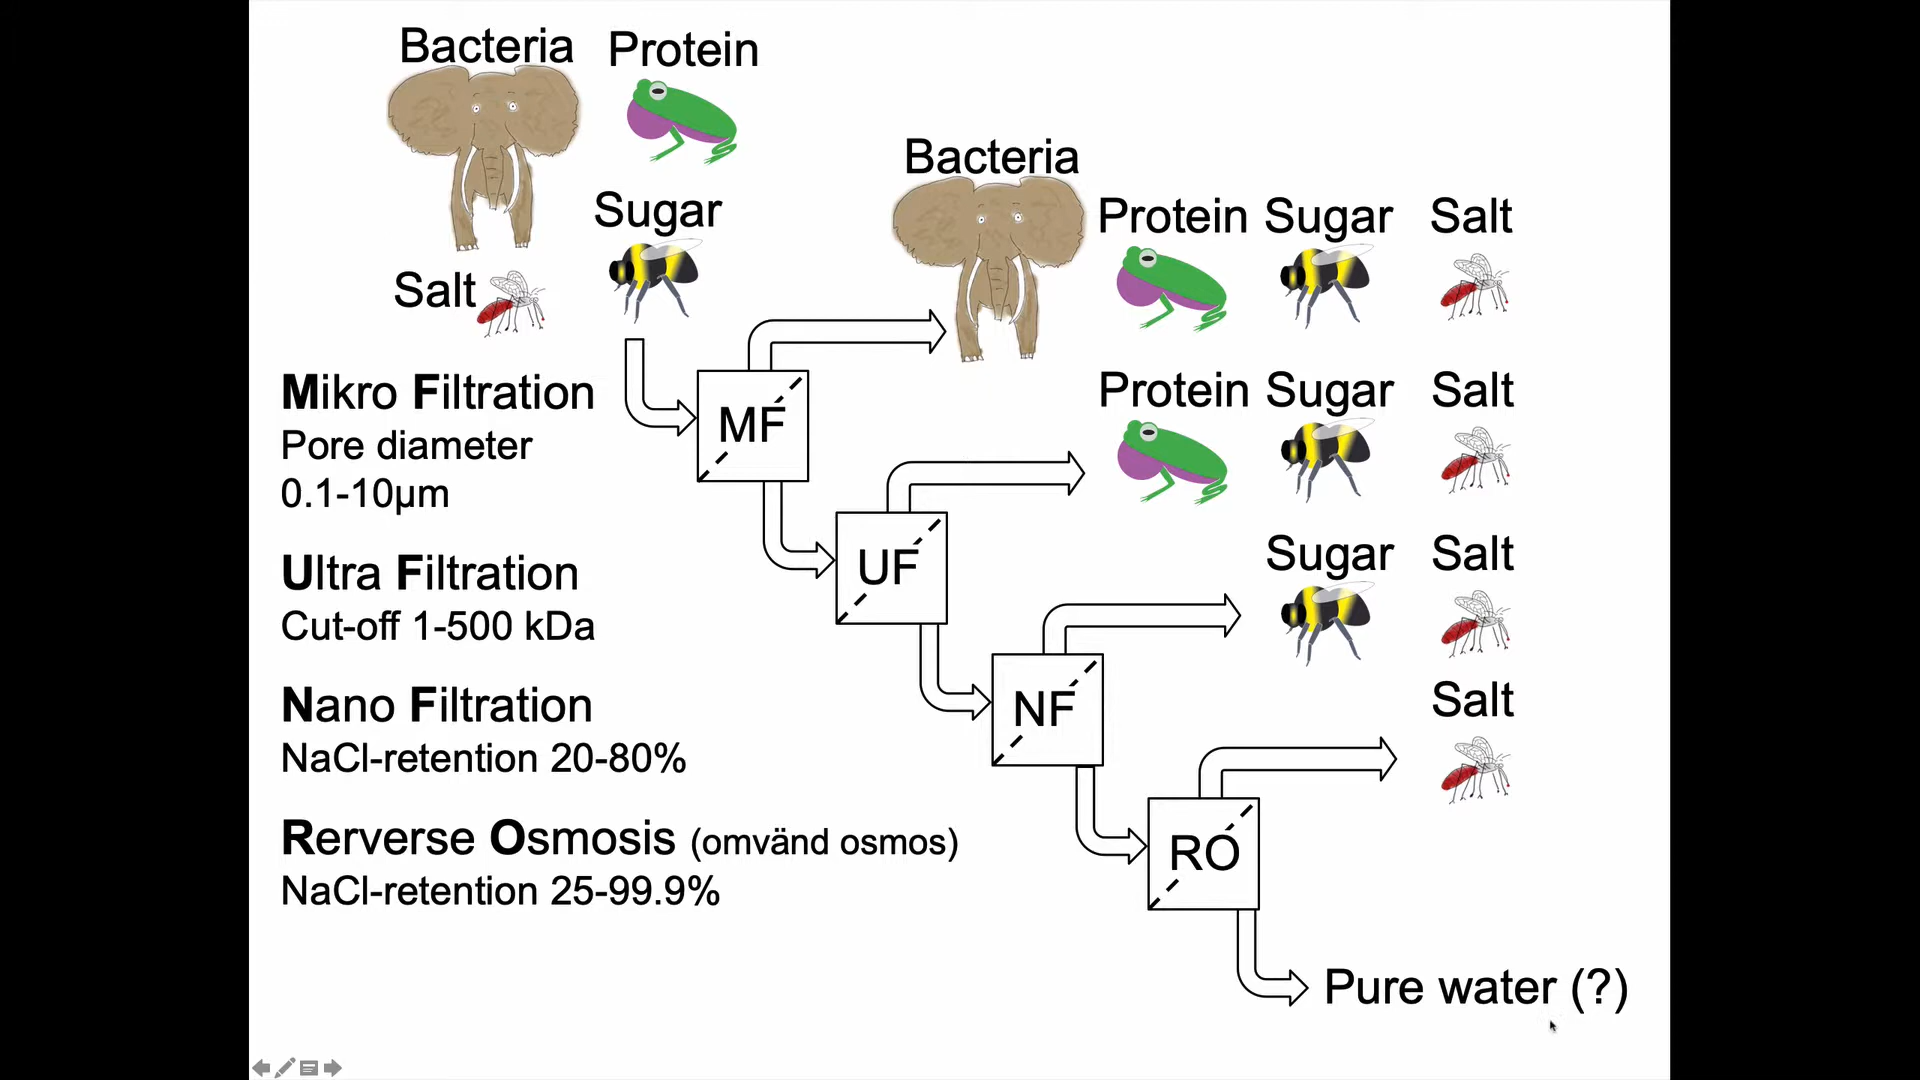 Bacteria
Protein
Sugar
Salt
Bacteria
Protein Sugar Salt
Mikro Filtration
Pore diameter
0.1-10µm
MF
Protein Sugar Salt
Ultra Filtration
Cut-off 1-500 kDa
UF
Sugar Salt
Nano Filtration
NaCl-retention 20-80%
NF
Salt
Rerverse Osmosis (omvänd osmos)
NaCl-retention 25-99.9%
RO
Pure water (?)